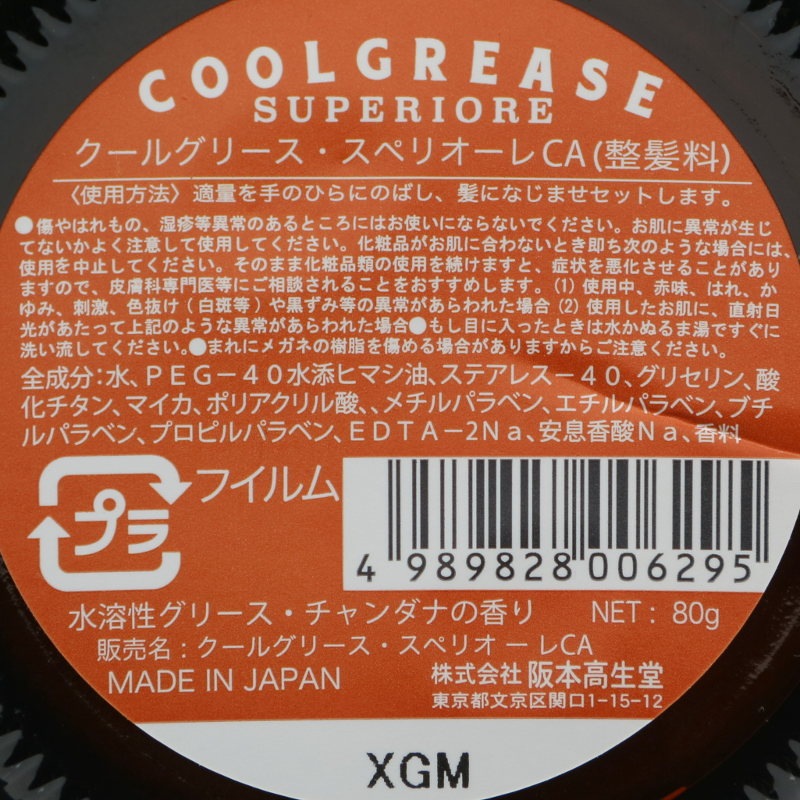 COOLGREASE
SUPERIORE
クールグリース・スペリオーレCA(整髪料)
〈使用方法〉適量を手のひらにのばし、髪になじませセットします。
●傷やはれもの、湿疹等異常のあるところにはお使いにならないでください。お肌に異常が生じ
てないかよく注意して使用してください。化粧品がお肌に合わないとき即ち次のような場合には、
使用を中止してください。そのまま化粧品類の使用を続けますと、症状を悪化させることがあり
ますので、皮膚科専門医等にご相談されることをおすすめします。(1) 使用中、赤味、はれ、か
ゆみ、刺激、色抜け(白斑等)や黒ずみ等の異常があらわれた場合 (2) 使用したお肌に、直射日
光があたって上記のような異常があらわれた場合●もし目に入ったときは水かぬるま湯ですぐに
洗い流してください。●まれにメガネの樹脂を傷める場合がありますからご注意ください。
全成分:水、ＰＥＧ－４０水添ヒマシ油、ステアレス－４０、グリセリン、酸
化チタン、マイカ、ポリアクリル酸、、メチルパラベン、エチルパラベン、ブチ
ルパラベン、プロピルパラベン、ＥＤＴＡ－2Ｎａ、安息香酸Ｎａ、香料
プラ フイルム
4 989828 006295
水溶性グリース・チャンダナの香り NET: 80g
販売名:クールグリース・スペリオーレCA
MADE IN JAPAN 株式会社 阪本高生堂
東京都文京区関口1-15-12
XGM